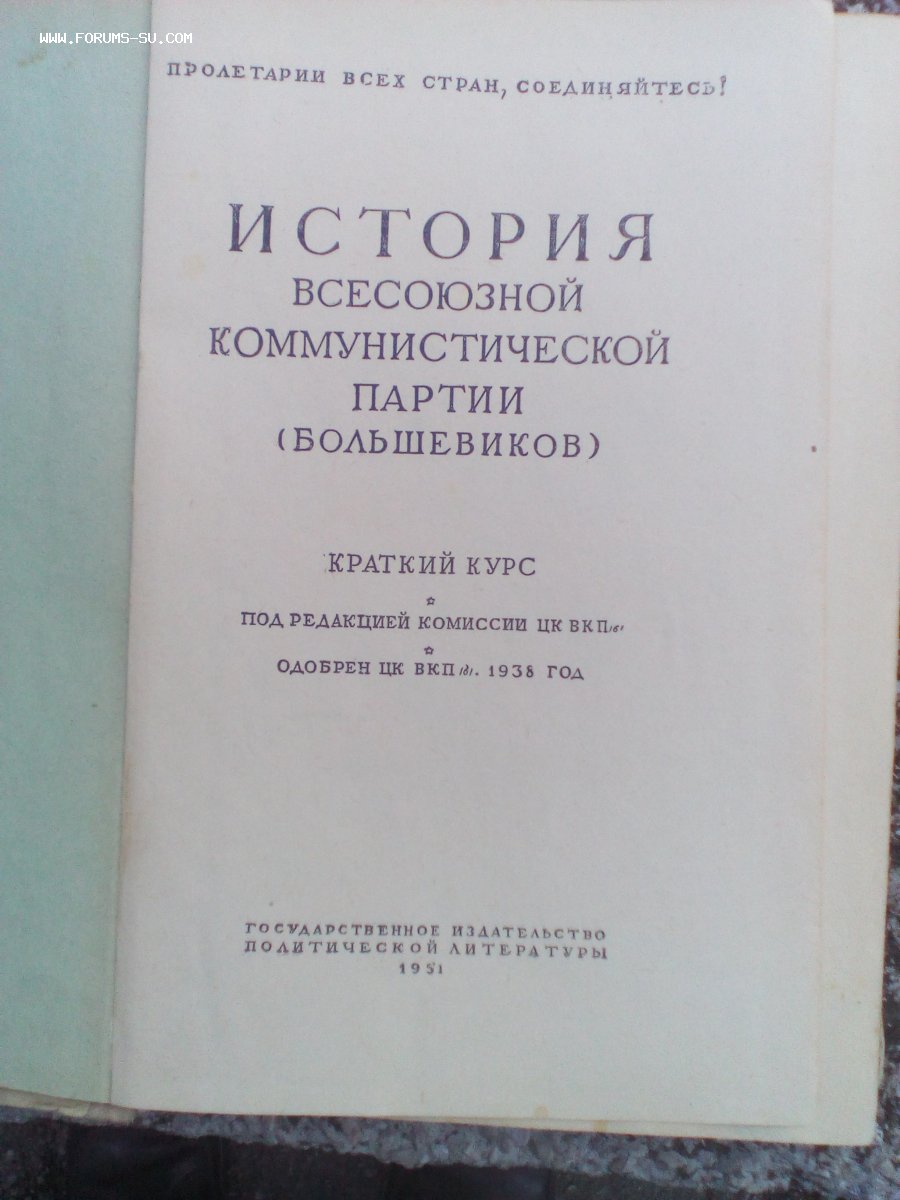 WWW.FORUMS-SU.COM
ПРОЛЕТАРИИ ВСЕХ СТРАН, СОЕДИНЯЙТЕСЬ!
ИСТОРИЯ
ВСЕСОЮЗНОЙ
КОММУНИСТИЧЕСКОЙ
ПАРТИИ
(БОЛЬШЕВИКОВ)
КРАТКИЙ КУРС
ПОД РЕДАКЦИЕЙ КОМИССИИ ЦК ВКП(б)
ОДОБРЕН ЦК ВКП(б). 1938 ГОД
ГОСУДАРСТВЕННОЕ ИЗДАТЕЛЬСТВО
ПОЛИТИЧЕСКОЙ ЛИТЕРАТУРЫ
1951